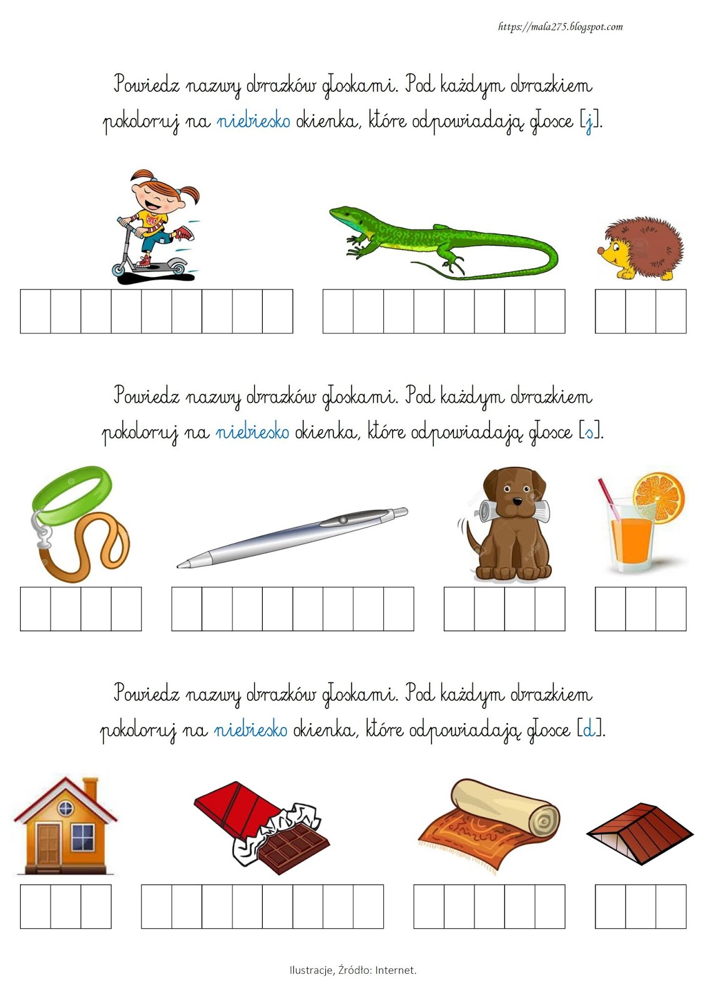 https://mala275.blogspot.com
Powiedz nazwy obrazków głoskami. Pod każdym obrazkiem
pokoloruj na niebiesko okienka, które odpowiadają głosce [j].
Powiedz nazwy obrazków głoskami. Pod każdym obrazkiem
pokoloruj na niebiesko okienka, które odpowiadają głosce [s].
Powiedz nazwy obrazków głoskami. Pod każdym obrazkiem
pokoloruj na niebiesko okienka, które odpowiadają głosce [d].
Ilustracje, Źródło: Internet.